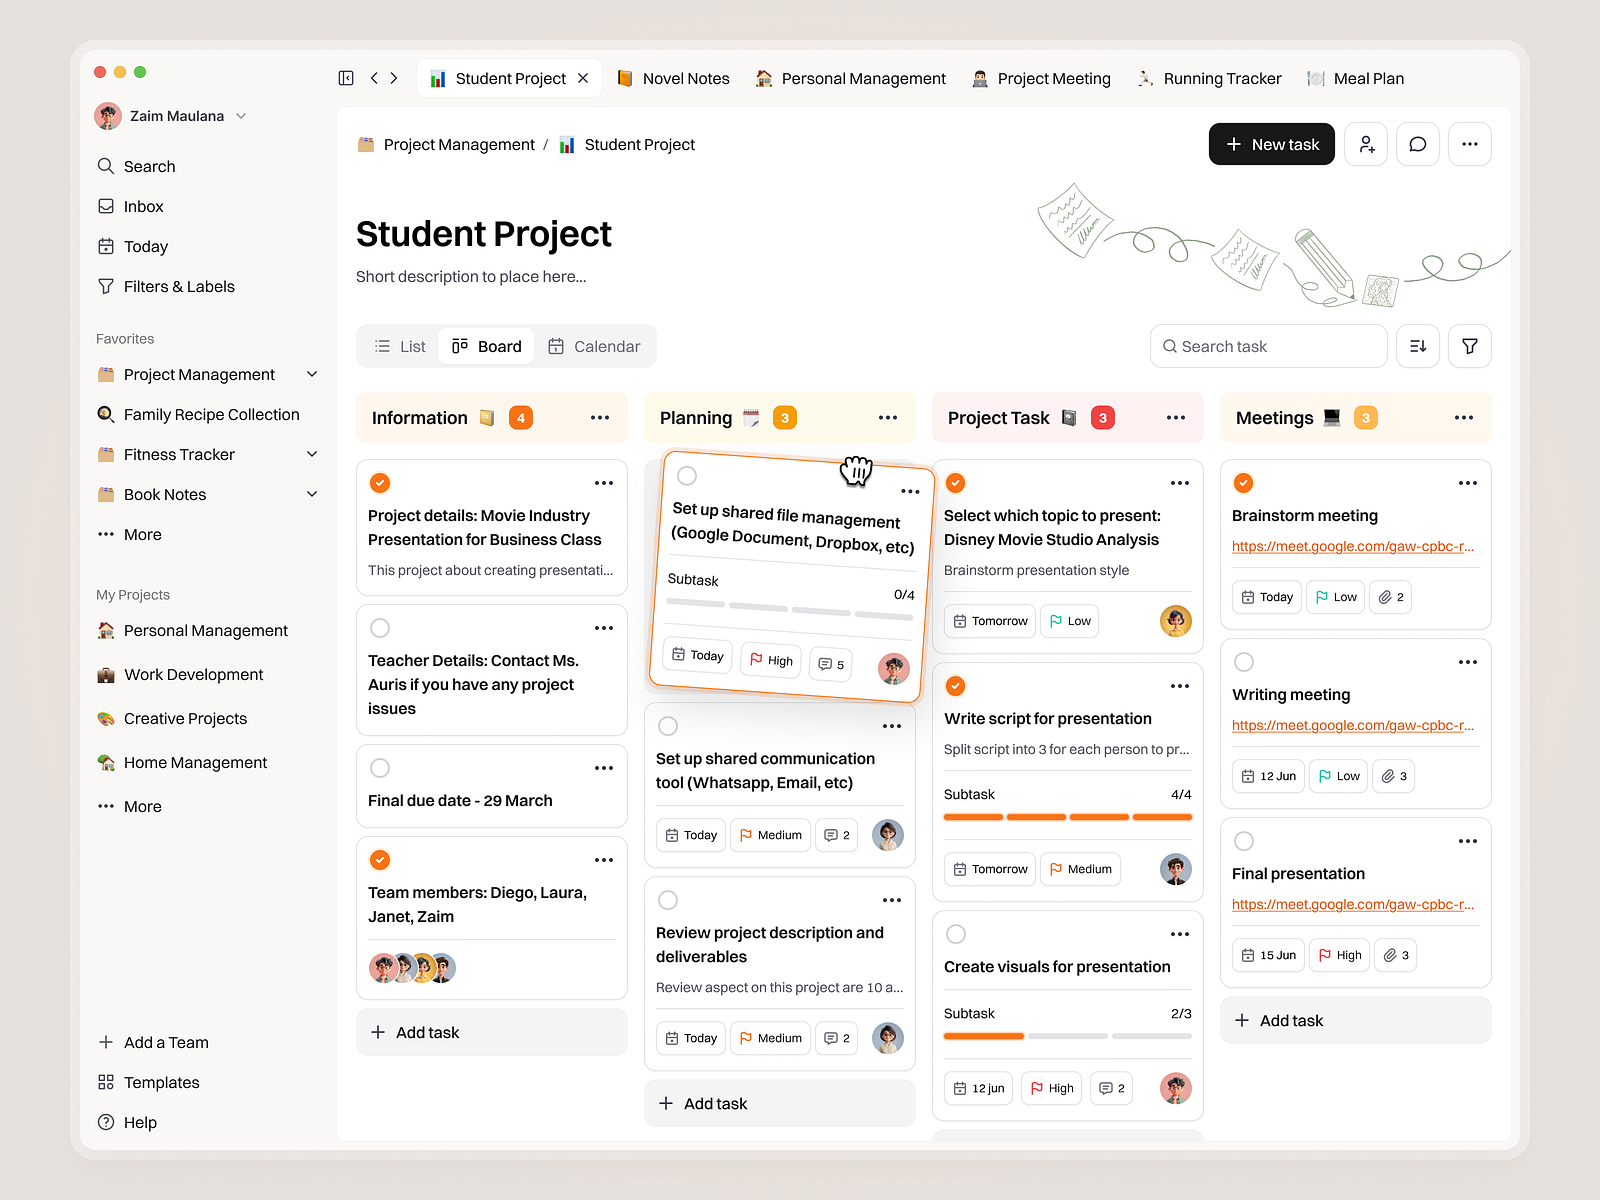 Student Project
Novel Notes
Personal Management
Project Meeting
Running Tracker
Meal Plan
Zaim Maulana
Search
Inbox
Today
Filters & Labels
Favorites
Project Management
Family Recipe Collection
Fitness Tracker
Book Notes
More
My Projects
Personal Management
Work Development
Creative Projects
Home Management
More
Add a Team
Templates
Help
Project Management / Student Project
New task
Student Project
Short description to place here...
List
Board
Calendar
Search task
Information 4
Project details: Movie Industry
Presentation for Business Class
This project about creating presentati...
Teacher Details: Contact Ms.
Auris if you have any project
issues
Final due date - 29 March
Team members: Diego, Laura,
Janet, Zaim
Add task
Planning 3
Set up shared file management
(Google Document, Dropbox, etc)
Subtask 0/4
Today High 5
Set up shared communication
tool (Whatsapp, Email, etc)
Today Medium 2
Review project description and
deliverables
Review aspect on this project are 10 a...
Today Medium 2
Add task
Project Task 3
Select which topic to present:
Disney Movie Studio Analysis
Brainstorm presentation style
Tomorrow Low
Write script for presentation
Split script into 3 for each person to pr...
Subtask 4/4
Tomorrow Medium
Create visuals for presentation
Subtask 2/3
12 jun High 2
Meetings 3
Brainstorm meeting
https://meet.google.com/gaw-cpbc-r...
Today Low 2
Writing meeting
https://meet.google.com/gaw-cpbc-r...
12 Jun Low 3
Final presentation
https://meet.google.com/gaw-cpbc-r...
15 Jun High 3
Add task